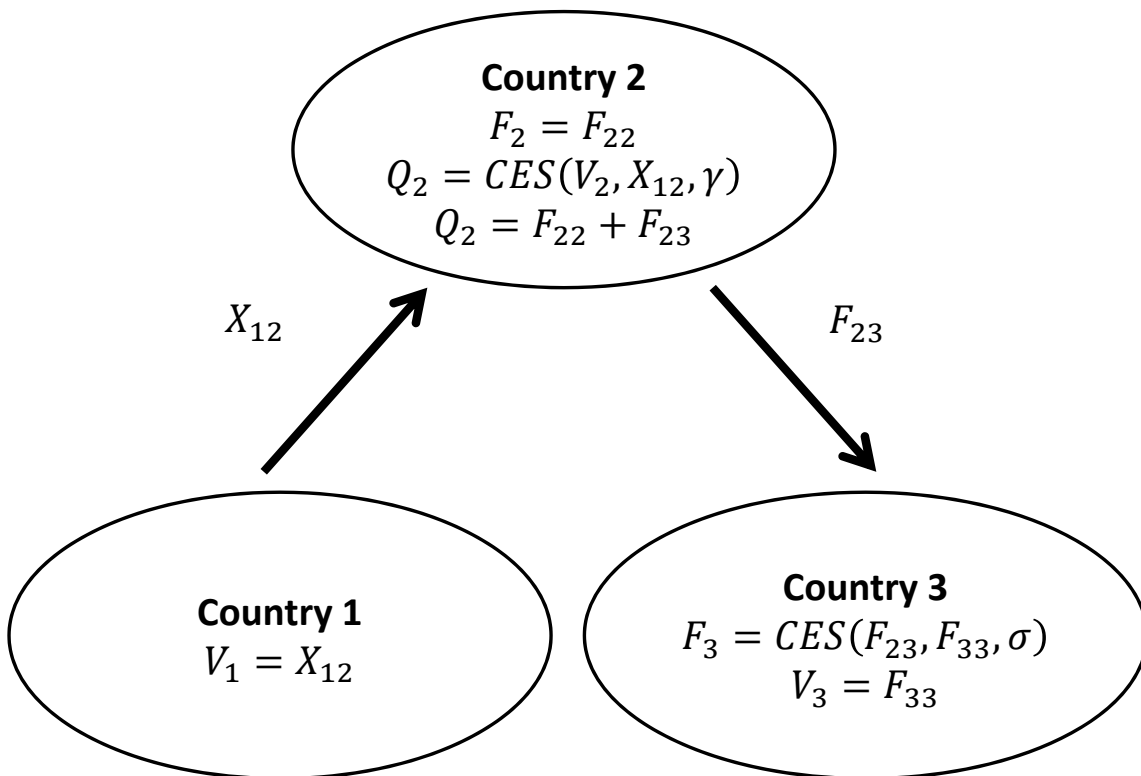 Country 2
𝐹₂ = 𝐹₂₂
𝑄₂ = 𝐶𝐸𝑆(𝑉₂, 𝑋₁₂, 𝛾)
𝑄₂ = 𝐹₂₂ + 𝐹₂₃
𝑋₁₂
𝐹₂₃
Country 1
𝑉₁ = 𝑋₁₂
Country 3
𝐹₃ = 𝐶𝐸𝑆(𝐹₂₃, 𝐹₃₃, 𝜎)
𝑉₃ = 𝐹₃₃